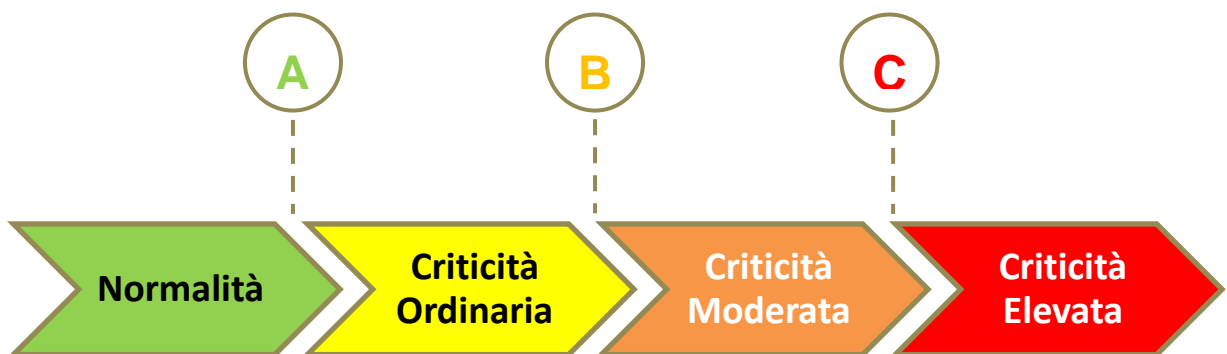 A
B
C
Normalità
Criticità
Ordinaria
Criticità
Moderata
Criticità
Elevata